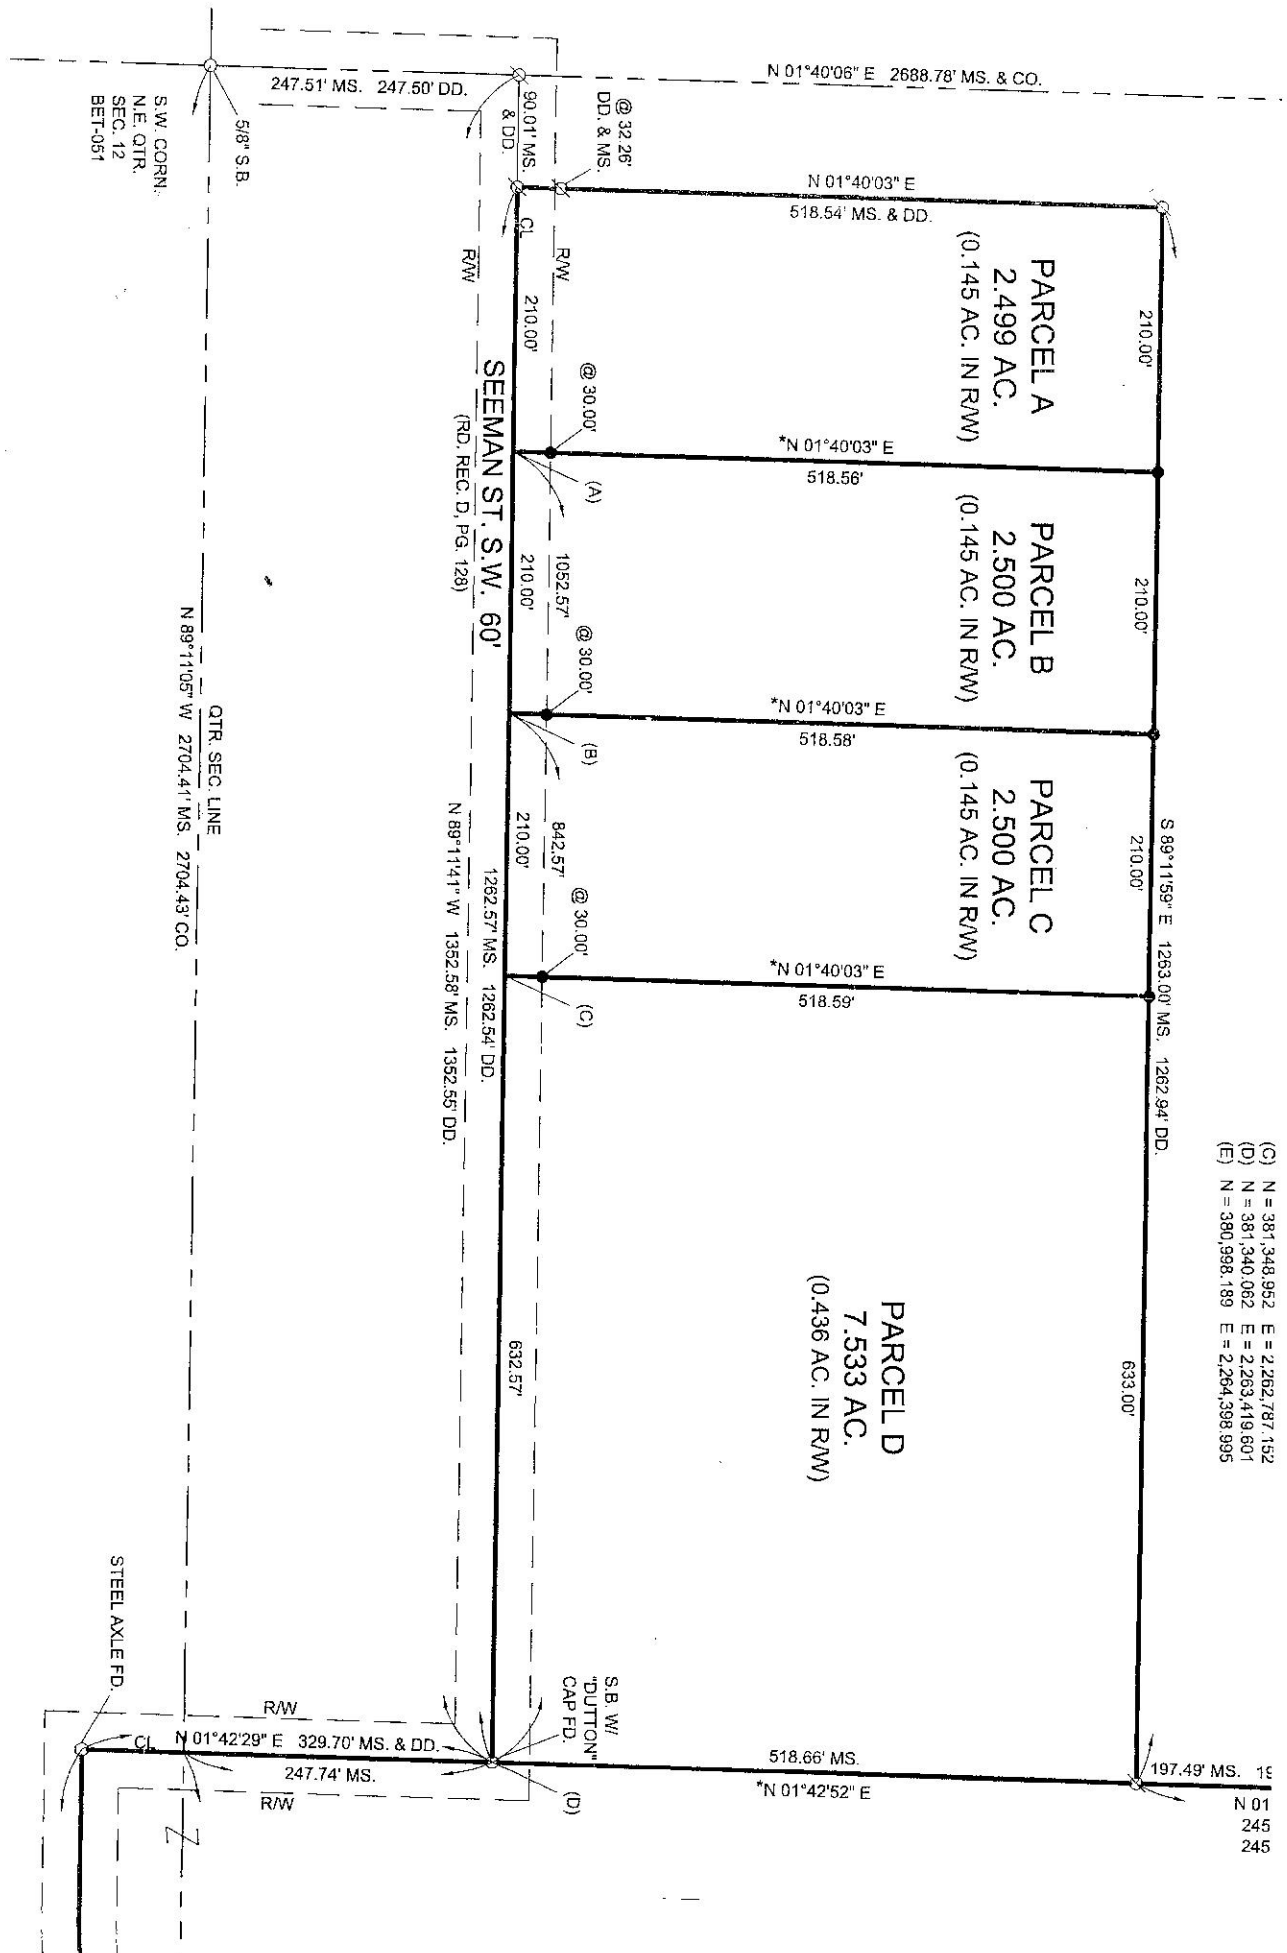 N 01°40'06" E 2688.78' MS. & CO.
247.51' MS. 247.50' DD.
5/8" S.B.
S.W. CORN.
N.E. QTR.
SEC. 12
BET-051
90.01' MS.
& DD.
@ 32.26'
DD. & MS.
N 01°40'03" E
518.54' MS. & DD.
CL
R/W
R/W
PARCEL A
2.499 AC.
(0.145 AC. IN R/W)
210.00'
210.00'
@ 30.00'
(A)
*N 01°40'03" E
518.56'
SEEMAN ST. S.W. 60'
(RD. REC. D, PG. 128)
PARCEL B
2.500 AC.
(0.145 AC. IN R/W)
210.00'
210.00'
1052.57'
@ 30.00'
(B)
*N 01°40'03" E
518.58'
PARCEL C
2.500 AC.
(0.145 AC. IN R/W)
210.00'
210.00'
842.57'
@ 30.00'
(C)
*N 01°40'03" E
518.59'
S 89°11'59" E 1263.00' MS. 1262.94' DD.
1262.57' MS. 1262.54' DD.
N 89°11'41" W 1352.58' MS. 1352.55' DD.
QTR. SEC. LINE
N 89°11'05" W 2704.41' MS. 2704.43' CO.
(C) N = 381,348.952 E = 2,262,787.152
(D) N = 381,340.062 E = 2,263,419.601
(E) N = 380,998.189 E = 2,264,398.995
PARCEL D
7.533 AC.
(0.436 AC. IN R/W)
633.00'
632.57'
S.B. W/
"DUTTON"
CAP FD.
STEEL AXLE FD.
R/W
CL
N 01°42'29" E 329.70' MS. & DD.
247.74' MS.
R/W
(D)
518.66' MS.
*N 01°42'52" E
197.49' MS. 19
N 01
245
245